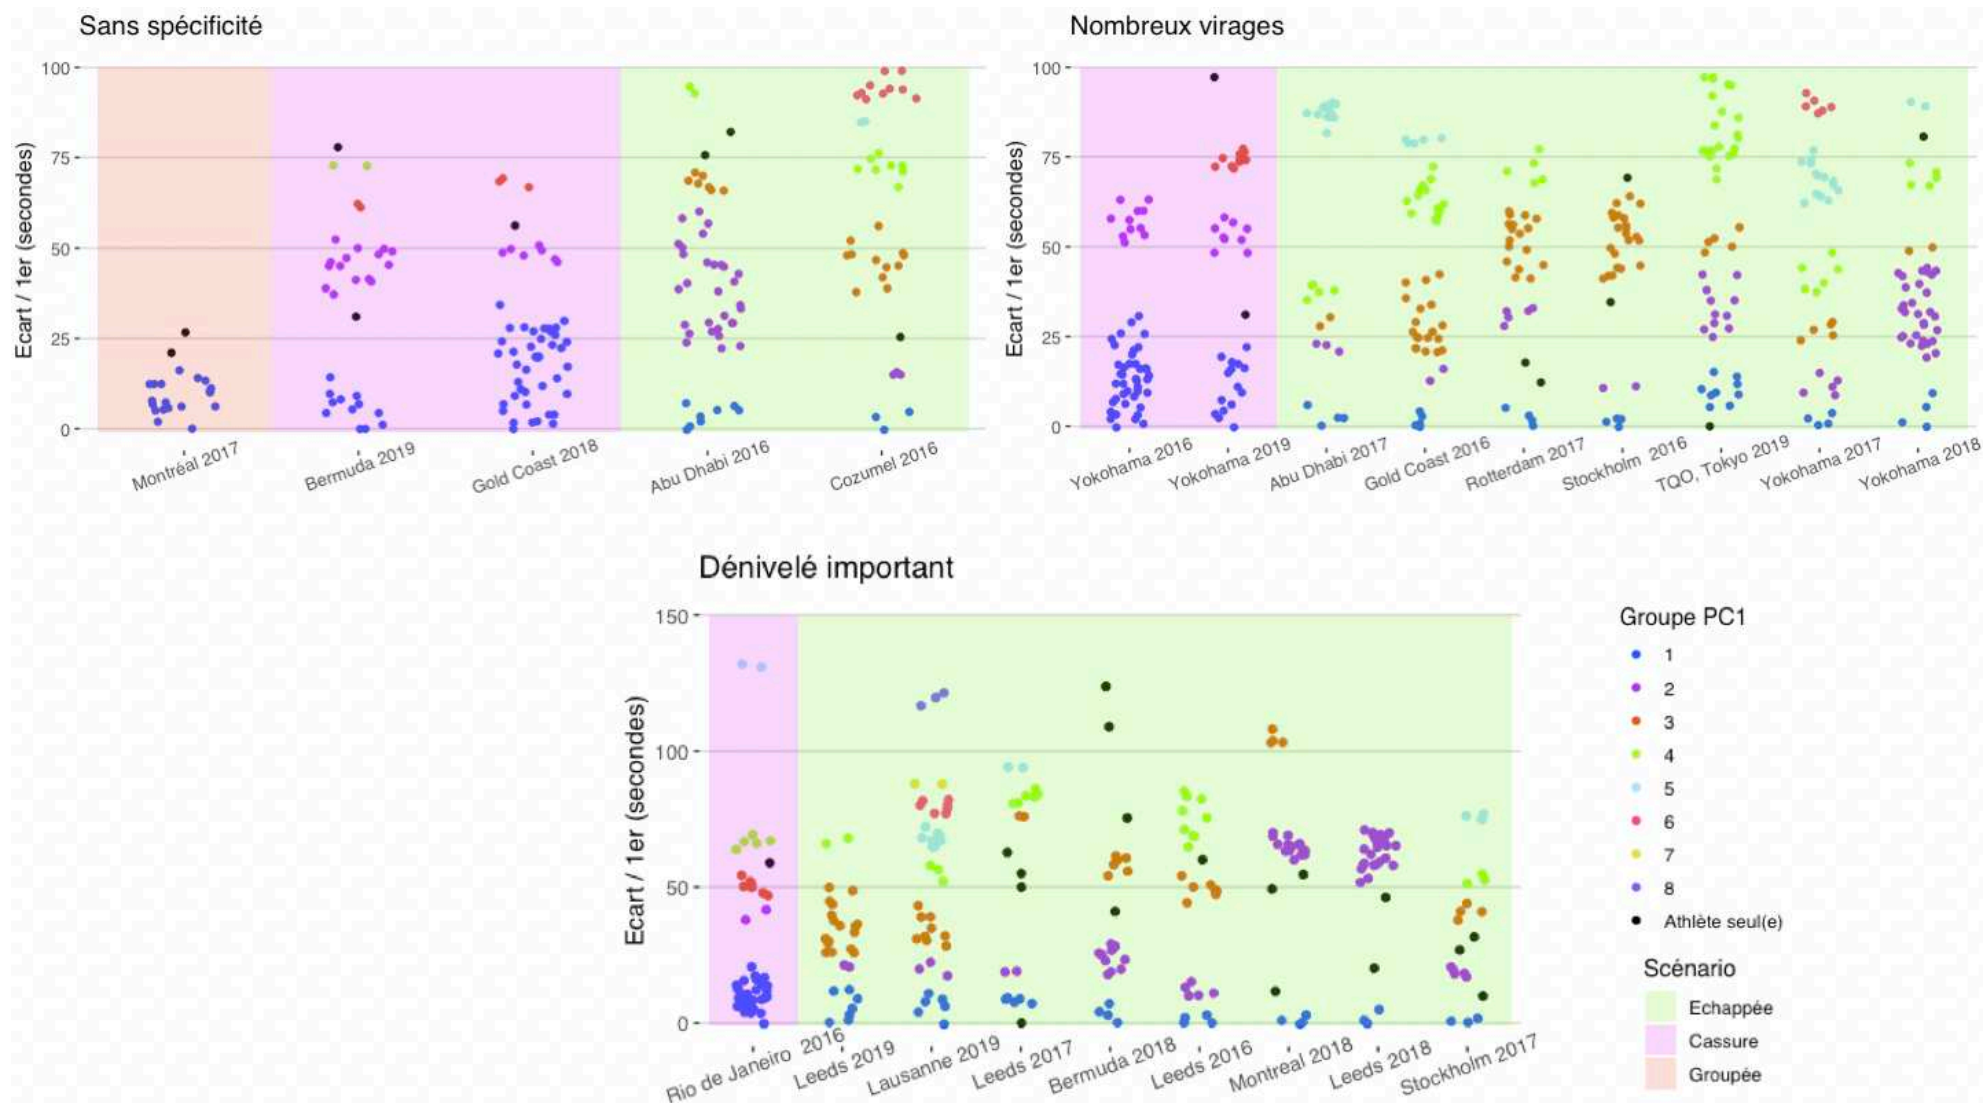 Sans spécificité
Ecart / 1er (secondes)
100
75
50
25
0
Montréal 2017
Bermuda 2019
Gold Coast 2018
Abu Dhabi 2016
Cozumel 2016
Nombreux virages
Ecart / 1er (secondes)
100
75
50
25
0
Yokohama 2016
Yokohama 2019
Abu Dhabi 2017
Gold Coast 2016
Rotterdam 2017
Stockholm 2016
TQO, Tokyo 2019
Yokohama 2017
Yokohama 2018
Dénivelé important
Ecart / 1er (secondes)
150
100
50
0
Rio de Janeiro 2016
Leeds 2019
Lausanne 2019
Leeds 2017
Bermuda 2018
Leeds 2016
Montreal 2018
Leeds 2018
Stockholm 2017
Groupe PC1
1
2
3
4
5
6
7
8
Athlète seul(e)
Scénario
Echappée
Cassure
Groupée